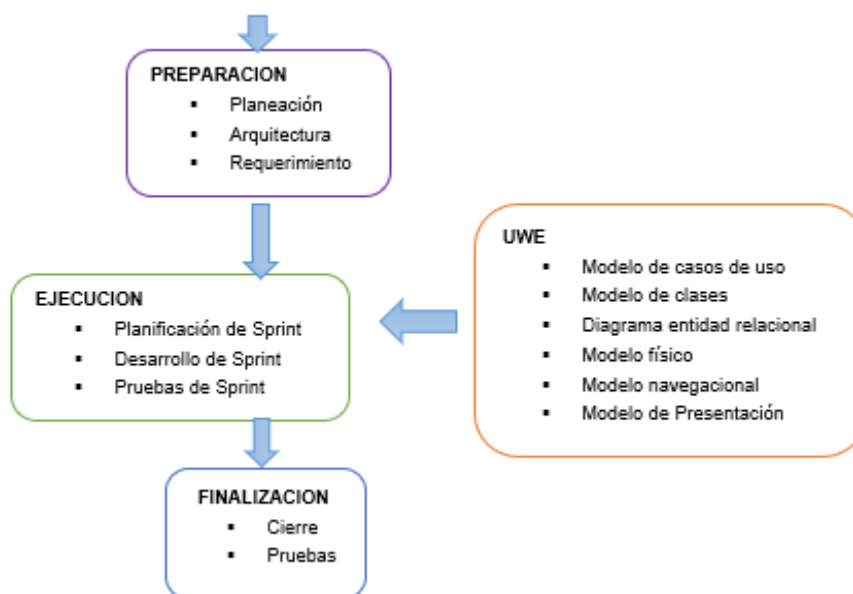 PREPARACION
▪ Planeación
▪ Arquitectura
▪ Requerimiento
UWE
▪ Modelo de casos de uso
▪ Modelo de clases
▪ Diagrama entidad relacional
▪ Modelo físico
▪ Modelo navegacional
▪ Modelo de Presentación
EJECUCION
▪ Planificación de Sprint
▪ Desarrollo de Sprint
▪ Pruebas de Sprint
FINALIZACION
▪ Cierre
▪ Pruebas